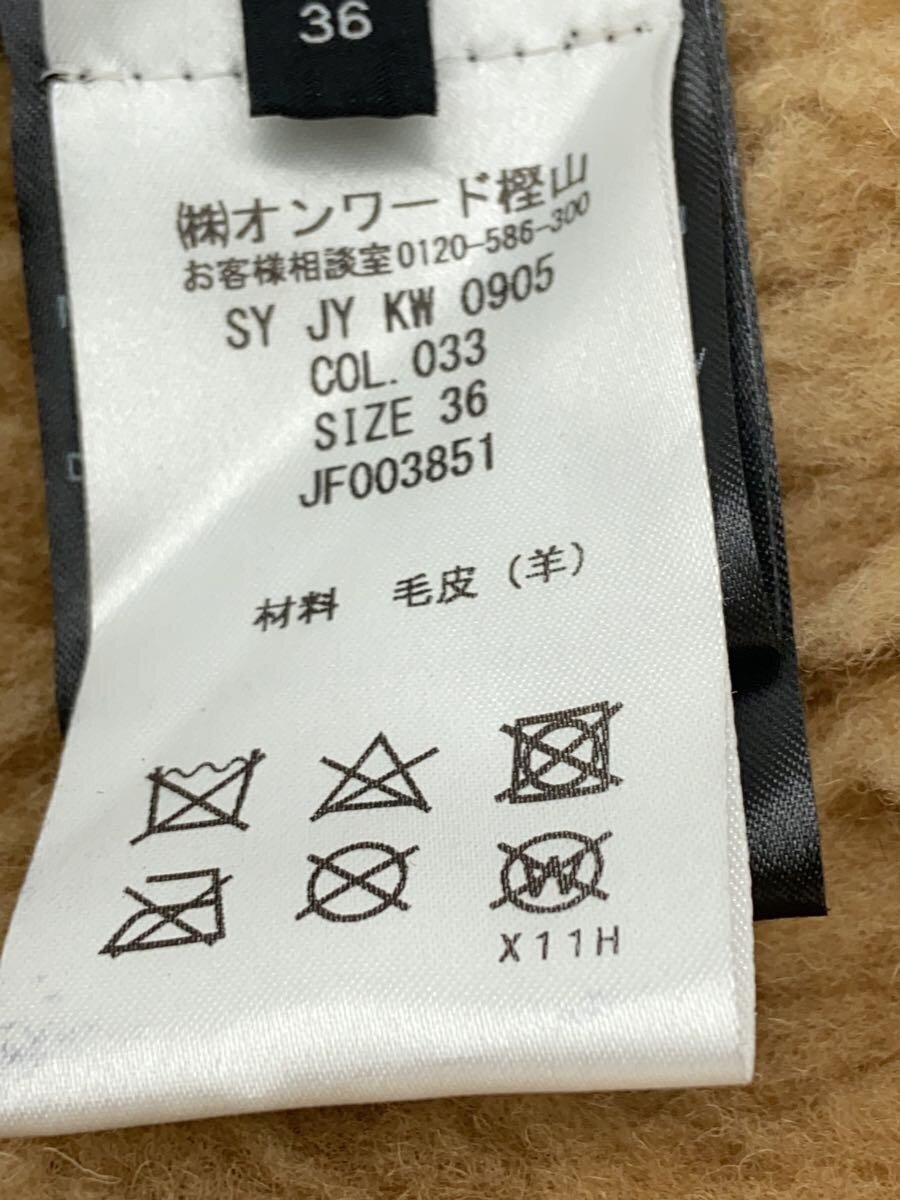 36
㈱オンワード樫山
お客様相談室0120-586-300
SY JY KW 0905
COL. 033
SIZE 36
JF003851
材料 毛皮（羊）
W
X11H